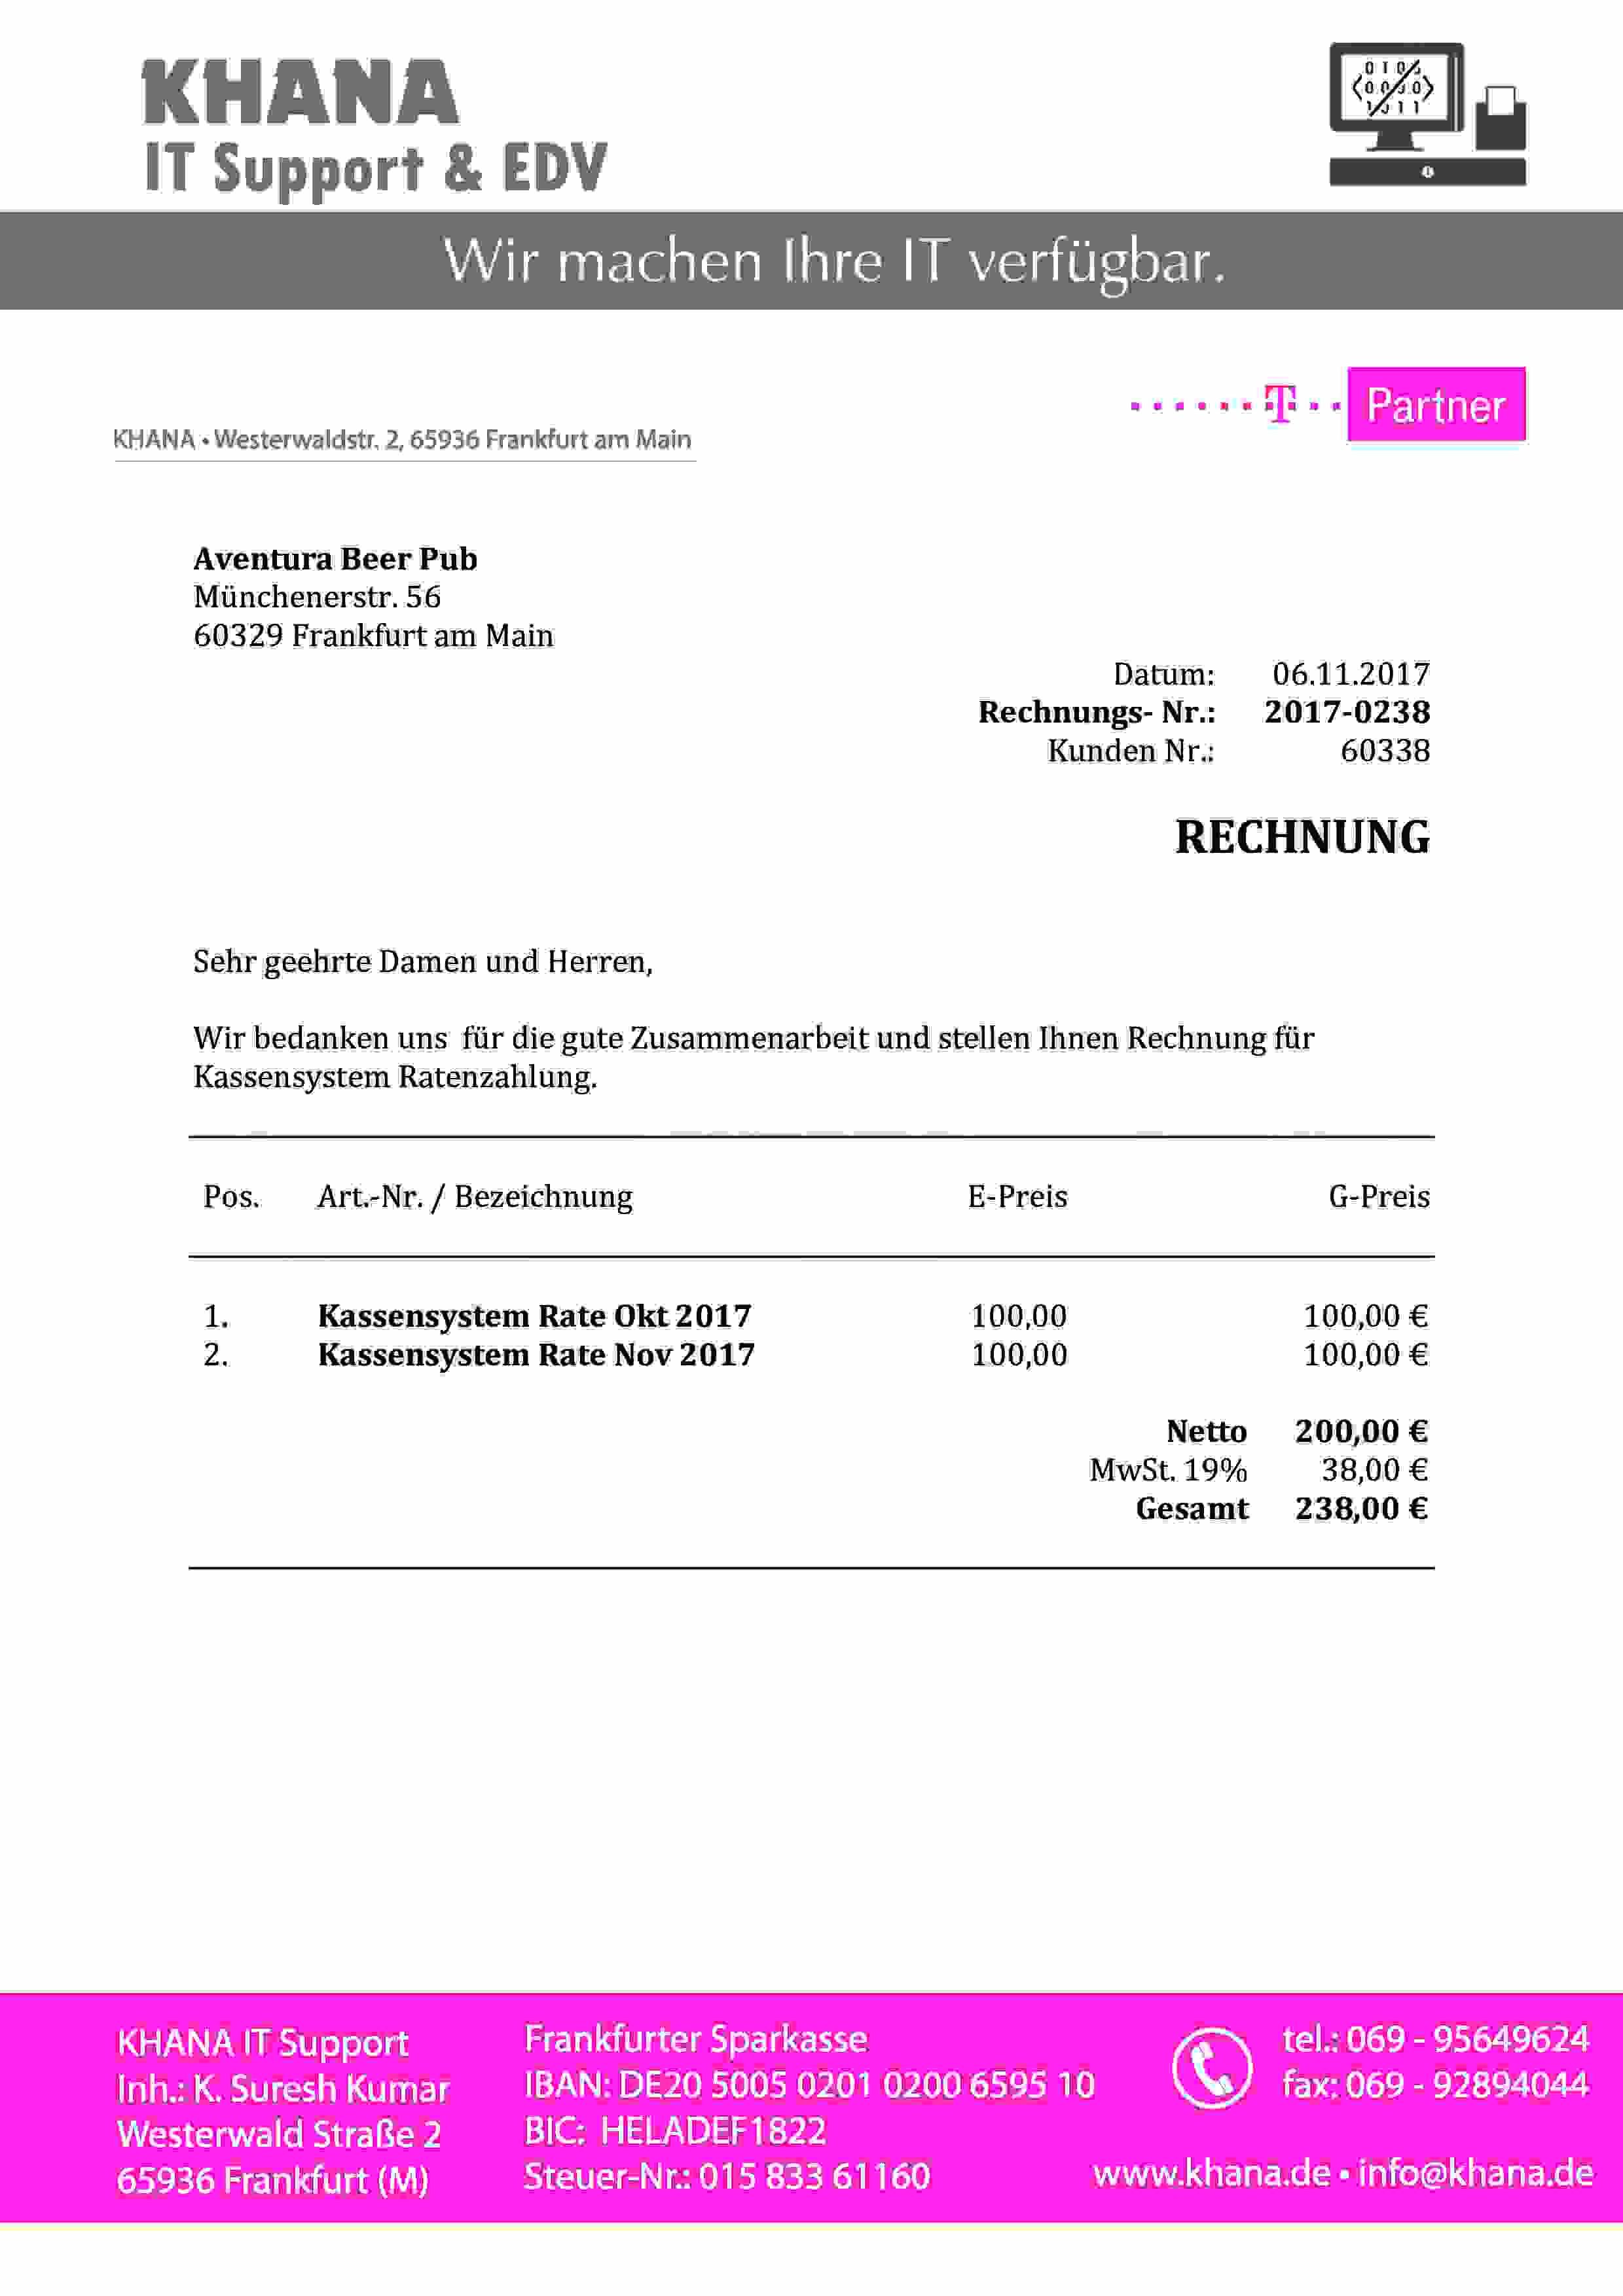 KHANA
IT Support & EDV
Wir machen Ihre IT verfügbar.
T Partner
KHANA • Westerwaldstr. 2, 65936 Frankfurt am Main
Aventura Beer Pub
Münchenerstr. 56
60329 Frankfurt am Main
Datum: 06.11.2017
Rechnungs- Nr.: 2017-0238
Kunden Nr.: 60338
RECHNUNG
Sehr geehrte Damen und Herren,
Wir bedanken uns für die gute Zusammenarbeit und stellen Ihnen Rechnung für
Kassensystem Ratenzahlung.
Pos. Art.-Nr. / Bezeichnung E-Preis G-Preis
1. Kassensystem Rate Okt 2017 100,00 100,00 €
2. Kassensystem Rate Nov 2017 100,00 100,00 €
Netto 200,00 €
MwSt. 19% 38,00 €
Gesamt 238,00 €
KHANA IT Support
Inh.: K. Suresh Kumar
Westerwald Straße 2
65936 Frankfurt (M)
Frankfurter Sparkasse
IBAN: DE20 5005 0201 0200 6595 10
BIC: HELADEF1822
Steuer-Nr.: 015 833 61160
tel.: 069 - 95649624
fax: 069 - 92894044
www.khana.de • info@khana.de